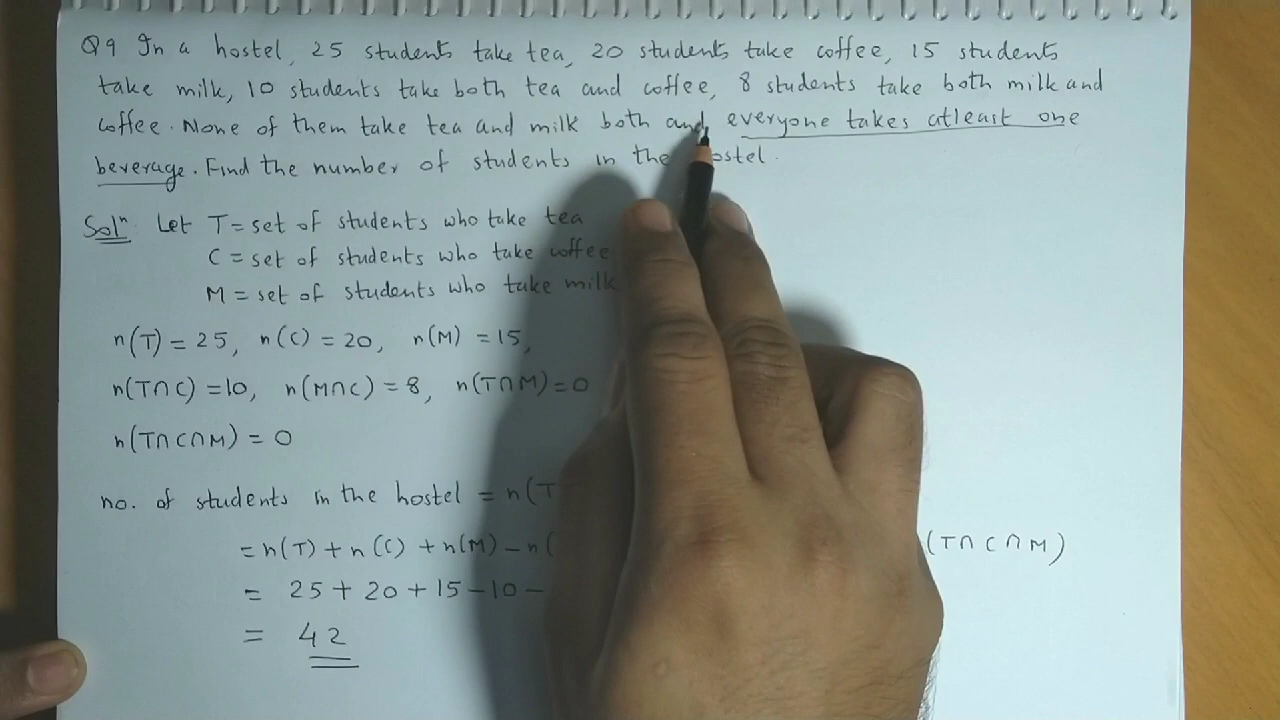 Q9 In a hostel, 25 students take tea, 20 students take coffee, 15 students
take milk, 10 students take both tea and coffee, 8 students take both milk and
coffee. None of them take tea and milk both and everyone takes atleast one
beverage. Find the number of students in the hostel.
Solⁿ Let T = set of students who take tea
C = set of students who take coffee
M = set of students who take milk
n(T) = 25, n(C) = 20, n(M) = 15,
n(T∩C) = 10, n(M∩C) = 8, n(T∩M) = 0
n(T∩C∩M) = 0
no. of students in the hostel = n(T
= n(T) + n(C) + n(M) - n( (T∩C∩M)
= 25 + 20 + 15 - 10 -
= 42